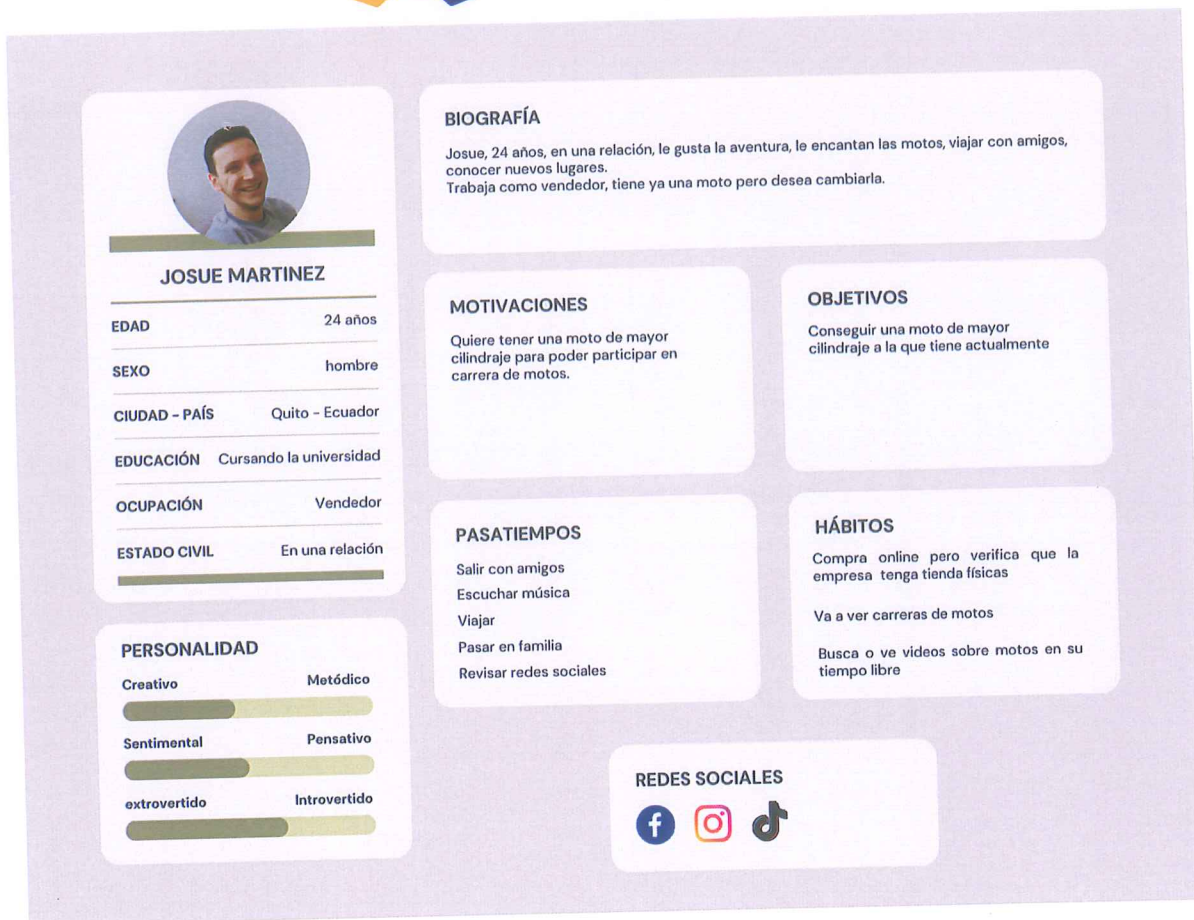 JOSUE MARTINEZ
EDAD 24 años
SEXO hombre
CIUDAD - PAÍS Quito - Ecuador
EDUCACIÓN Cursando la universidad
OCUPACIÓN Vendedor
ESTADO CIVIL En una relación
PERSONALIDAD
Creativo Metódico
Sentimental Pensativo
extrovertido Introvertido
BIOGRAFÍA
Josue, 24 años, en una relación, le gusta la aventura, le encantan las motos, viajar con amigos,
conocer nuevos lugares.
Trabaja como vendedor, tiene ya una moto pero desea cambiarla.
MOTIVACIONES
Quiere tener una moto de mayor
cilindraje para poder participar en
carrera de motos.
OBJETIVOS
Conseguir una moto de mayor
cilindraje a la que tiene actualmente
PASATIEMPOS
Salir con amigos
Escuchar música
Viajar
Pasar en familia
Revisar redes sociales
HÁBITOS
Compra online pero verifica que la
empresa tenga tienda físicas
Va a ver carreras de motos
Busca o ve videos sobre motos en su
tiempo libre
REDES SOCIALES